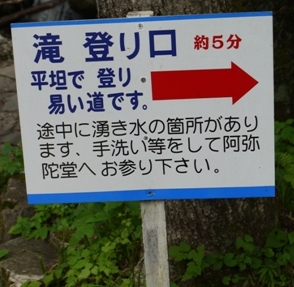 滝 登り口 約5分
平坦で 登り
易い道です。
途中に湧き水の箇所があり
ます、手洗い等をして阿弥
陀堂へ お参り下さい。